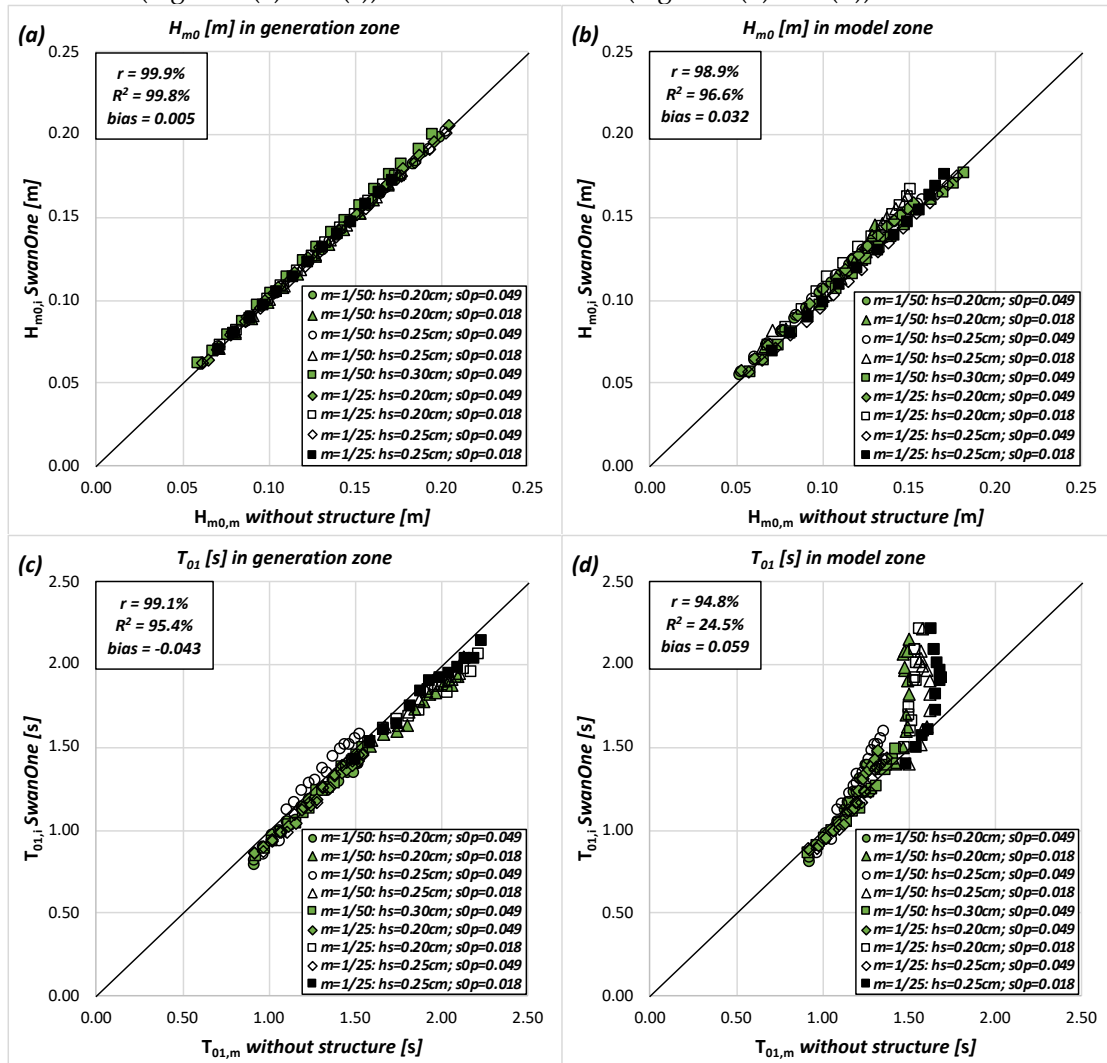 (a) Hm0 [m] in generation zone
r = 99.9%
R² = 99.8%
bias = 0.005
0.25
0.20
0.15
0.10
0.05
0.00
Hm0,i SwanOne [m]
m=1/50: hs=0.20cm; s0p=0.049
m=1/50: hs=0.20cm; s0p=0.018
m=1/50: hs=0.25cm; s0p=0.049
m=1/50: hs=0.25cm; s0p=0.018
m=1/50: hs=0.30cm; s0p=0.049
m=1/25: hs=0.20cm; s0p=0.049
m=1/25: hs=0.20cm; s0p=0.018
m=1/25: hs=0.25cm; s0p=0.049
m=1/25: hs=0.25cm; s0p=0.018
0.00 0.05 0.10 0.15 0.20 0.25
Hm0,m without structure [m]
(b) Hm0 [m] in model zone
r = 98.9%
R² = 96.6%
bias = 0.032
0.25
0.20
0.15
0.10
0.05
0.00
Hm0,i SwanOne [m]
m=1/50: hs=0.20cm; s0p=0.049
m=1/50: hs=0.20cm; s0p=0.018
m=1/50: hs=0.25cm; s0p=0.049
m=1/50: hs=0.25cm; s0p=0.018
m=1/50: hs=0.30cm; s0p=0.049
m=1/25: hs=0.20cm; s0p=0.049
m=1/25: hs=0.20cm; s0p=0.018
m=1/25: hs=0.25cm; s0p=0.049
m=1/25: hs=0.25cm; s0p=0.018
0.00 0.05 0.10 0.15 0.20 0.25
Hm0,m without structure [m]
(c) T01 [s] in generation zone
r = 99.1%
R² = 95.4%
bias = -0.043
2.50
2.00
1.50
1.00
0.50
0.00
T01,i SwanOne [s]
m=1/50: hs=0.20cm; s0p=0.049
m=1/50: hs=0.20cm; s0p=0.018
m=1/50: hs=0.25cm; s0p=0.049
m=1/50: hs=0.25cm; s0p=0.018
m=1/50: hs=0.30cm; s0p=0.049
m=1/25: hs=0.20cm; s0p=0.049
m=1/25: hs=0.20cm; s0p=0.018
m=1/25: hs=0.25cm; s0p=0.049
m=1/25: hs=0.25cm; s0p=0.018
0.00 0.50 1.00 1.50 2.00 2.50
T01,m without structure [s]
(d) T01 [s] in model zone
r = 94.8%
R² = 24.5%
bias = 0.059
2.50
2.00
1.50
1.00
0.50
0.00
T01,i SwanOne [s]
m=1/50: hs=0.20cm; s0p=0.049
m=1/50: hs=0.20cm; s0p=0.018
m=1/50: hs=0.25cm; s0p=0.049
m=1/50: hs=0.25cm; s0p=0.018
m=1/50: hs=0.30cm; s0p=0.049
m=1/25: hs=0.20cm; s0p=0.049
m=1/25: hs=0.20cm; s0p=0.018
m=1/25: hs=0.25cm; s0p=0.049
m=1/25: hs=0.25cm; s0p=0.018
0.00 0.50 1.00 1.50 2.00 2.50
T01,m without structure [s]